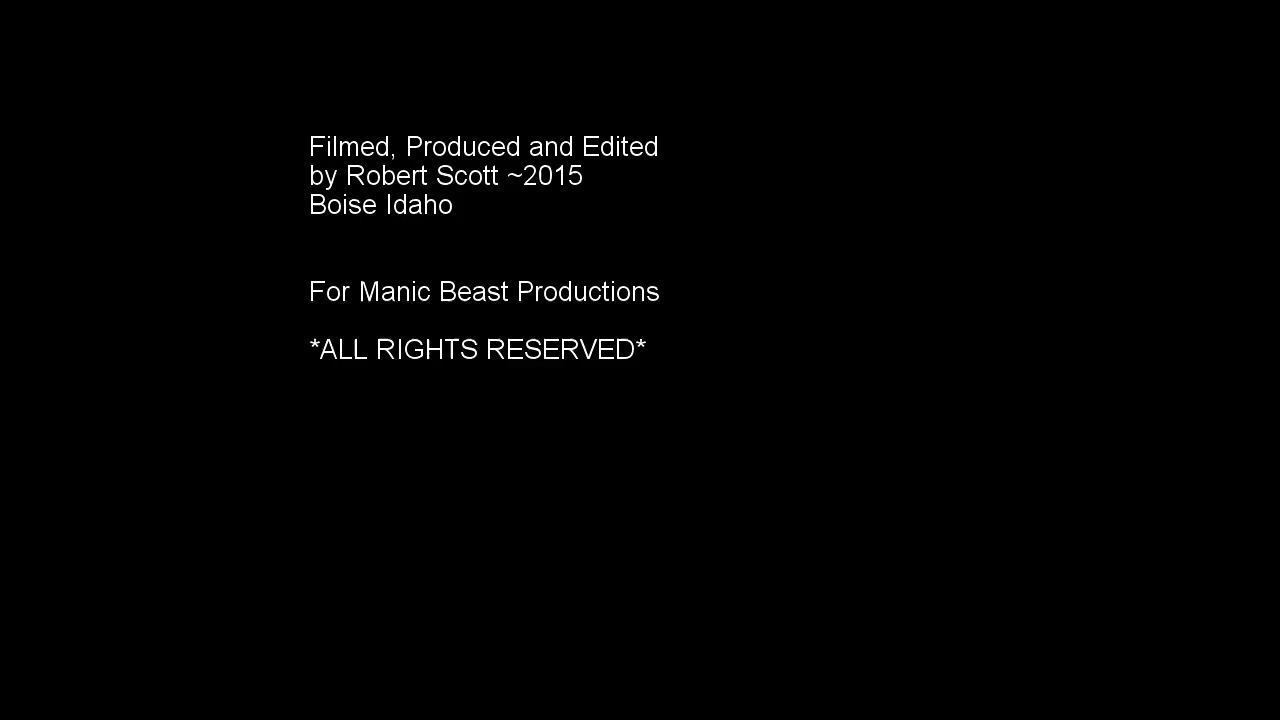 Filmed, Produced and Edited
by Robert Scott ~2015
Boise Idaho
For Manic Beast Productions
*ALL RIGHTS RESERVED*